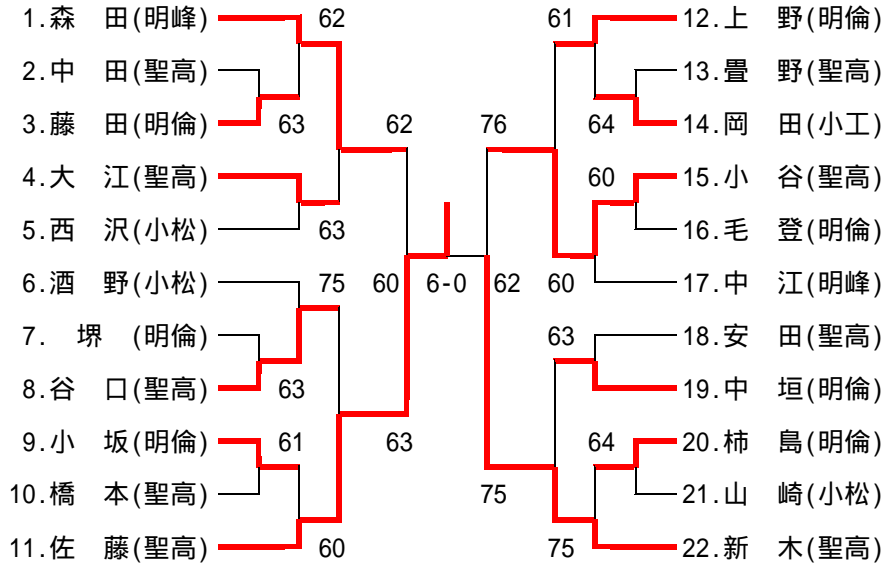 1.森　田(明峰)
2.中　田(聖高)
3.藤　田(明倫)
4.大　江(聖高)
5.西　沢(小松)
6.酒　野(小松)
7.　堺　(明倫)
8.谷　口(聖高)
9.小　坂(明倫)
10.橋　本(聖高)
11.佐　藤(聖高)
62
63
62
63
75
60
63
61
63
60
6-0
61
76
64
60
62
60
63
64
75
75
12.上　野(明倫)
13.畳　野(聖高)
14.岡　田(小工)
15.小　谷(聖高)
16.毛　登(明倫)
17.中　江(明峰)
18.安　田(聖高)
19.中　垣(明倫)
20.柿　島(明倫)
21.山　崎(小松)
22.新　木(聖高)